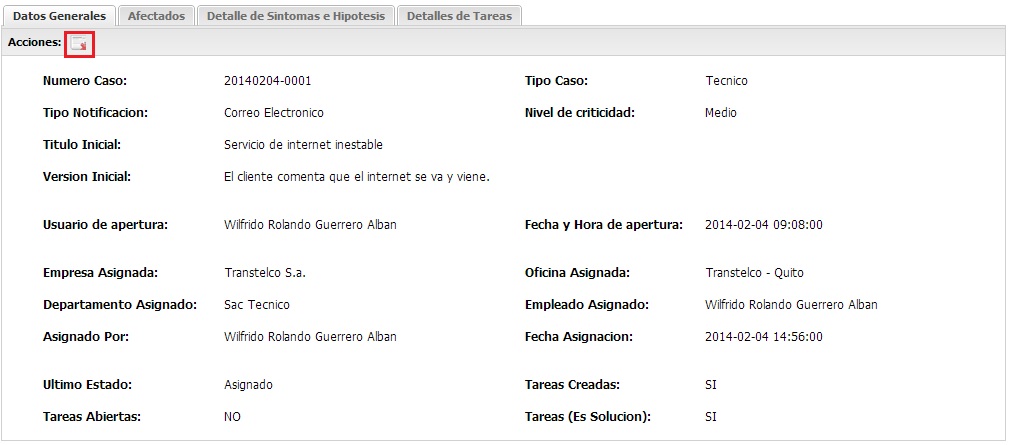 Datos Generales Afectados Detalle de Sintomas e Hipotesis Detalles de Tareas
Acciones:
Numero Caso: 20140204-0001 Tipo Caso: Tecnico
Tipo Notificacion: Correo Electronico Nivel de criticidad: Medio
Titulo Inicial: Servicio de internet inestable
Version Inicial: El cliente comenta que el internet se va y viene.
Usuario de apertura: Wilfrido Rolando Guerrero Alban Fecha y Hora de apertura: 2014-02-04 09:08:00
Empresa Asignada: Transtelco S.a. Oficina Asignada: Transtelco - Quito
Departamento Asignado: Sac Tecnico Empleado Asignado: Wilfrido Rolando Guerrero Alban
Asignado Por: Wilfrido Rolando Guerrero Alban Fecha Asignacion: 2014-02-04 14:56:00
Ultimo Estado: Asignado Tareas Creadas: SI
Tareas Abiertas: NO Tareas (Es Solucion): SI